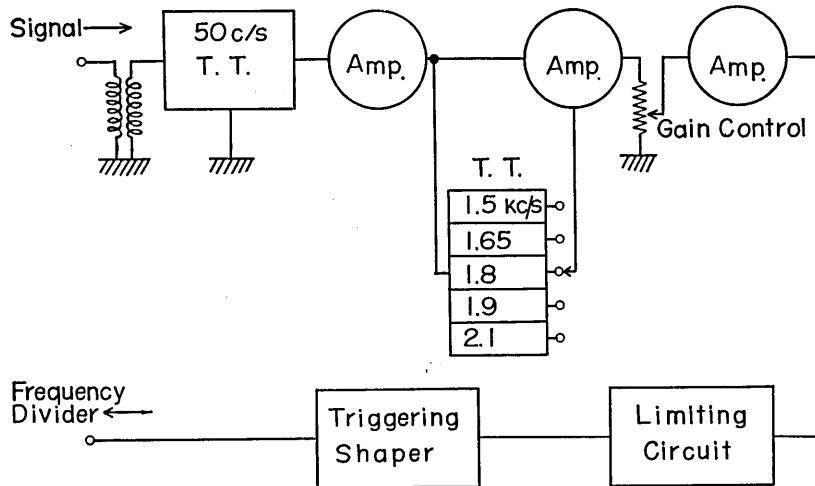 Signal
50 c/s
T. T.
Amp.
Amp.
Amp.
Gain Control
T. T.
1.5 KC/S
1.65
1.8
1.9
2.1
Frequency
Divider
Triggering
Shaper
Limiting
Circuit